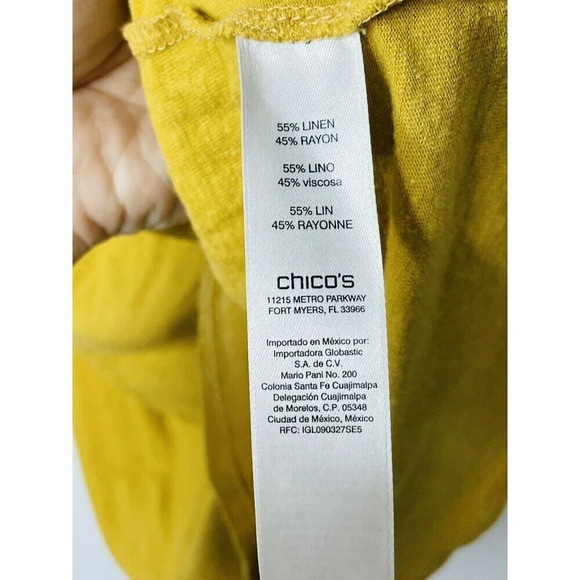 55% LINEN
45% RAYON
55% LINO
45% viscosa
55% LIN
45% RAYONNE
chico's
11215 METRO PARKWAY
FORT MYERS, FL 33966
Importado en México por:
Importadora Globastic
S.A. de C.V.
Mario Pani No. 200
Colonia Santa Fe Cuajimalpa
Delegación Cuajimalpa
de Morelos, C.P. 05348
Ciudad de México, México
RFC: IGL090327SE5